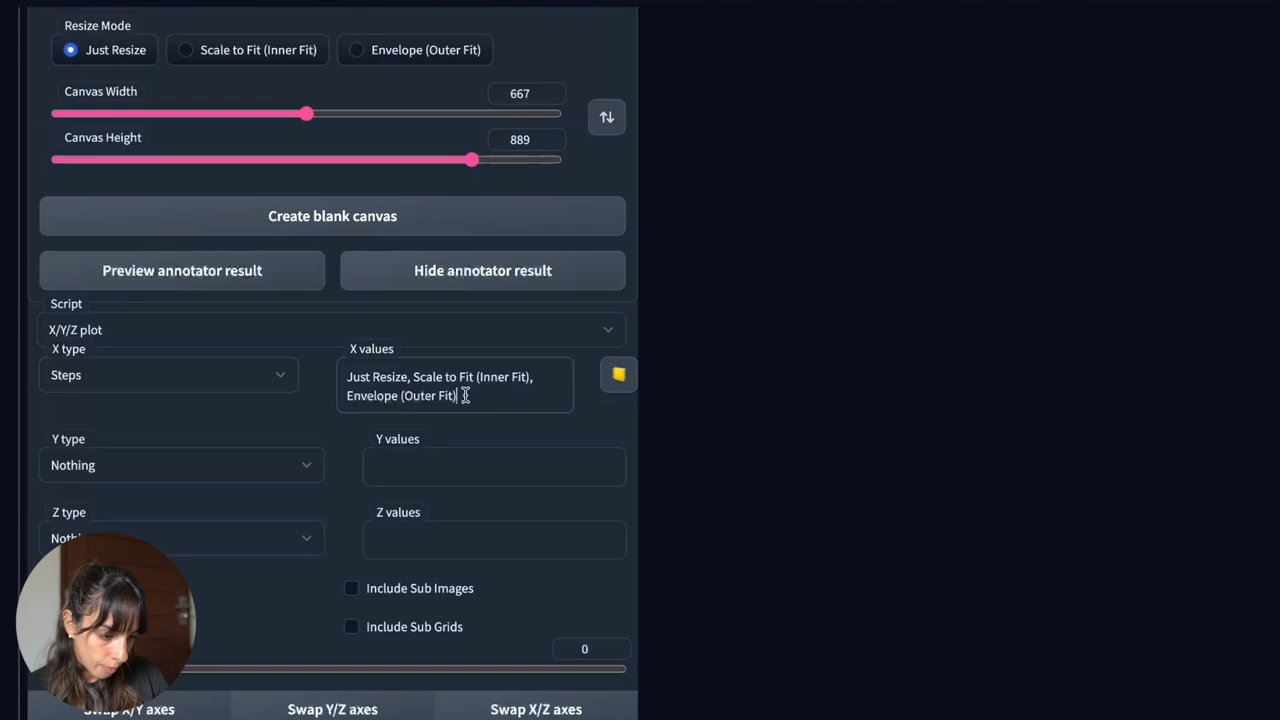 Resize Mode
Just Resize
Scale to Fit (Inner Fit)
Envelope (Outer Fit)
Canvas Width
667
Canvas Height
889
Create blank canvas
Preview annotator result
Hide annotator result
Script
X/Y/Z plot
X type
X values
Steps
Just Resize, Scale to Fit (Inner Fit),
Envelope (Outer Fit)
Y type
Y values
Nothing
Z type
Z values
Include Sub Images
Include Sub Grids
0
Swap X/Y axes
Swap Y/Z axes
Swap X/Z axes